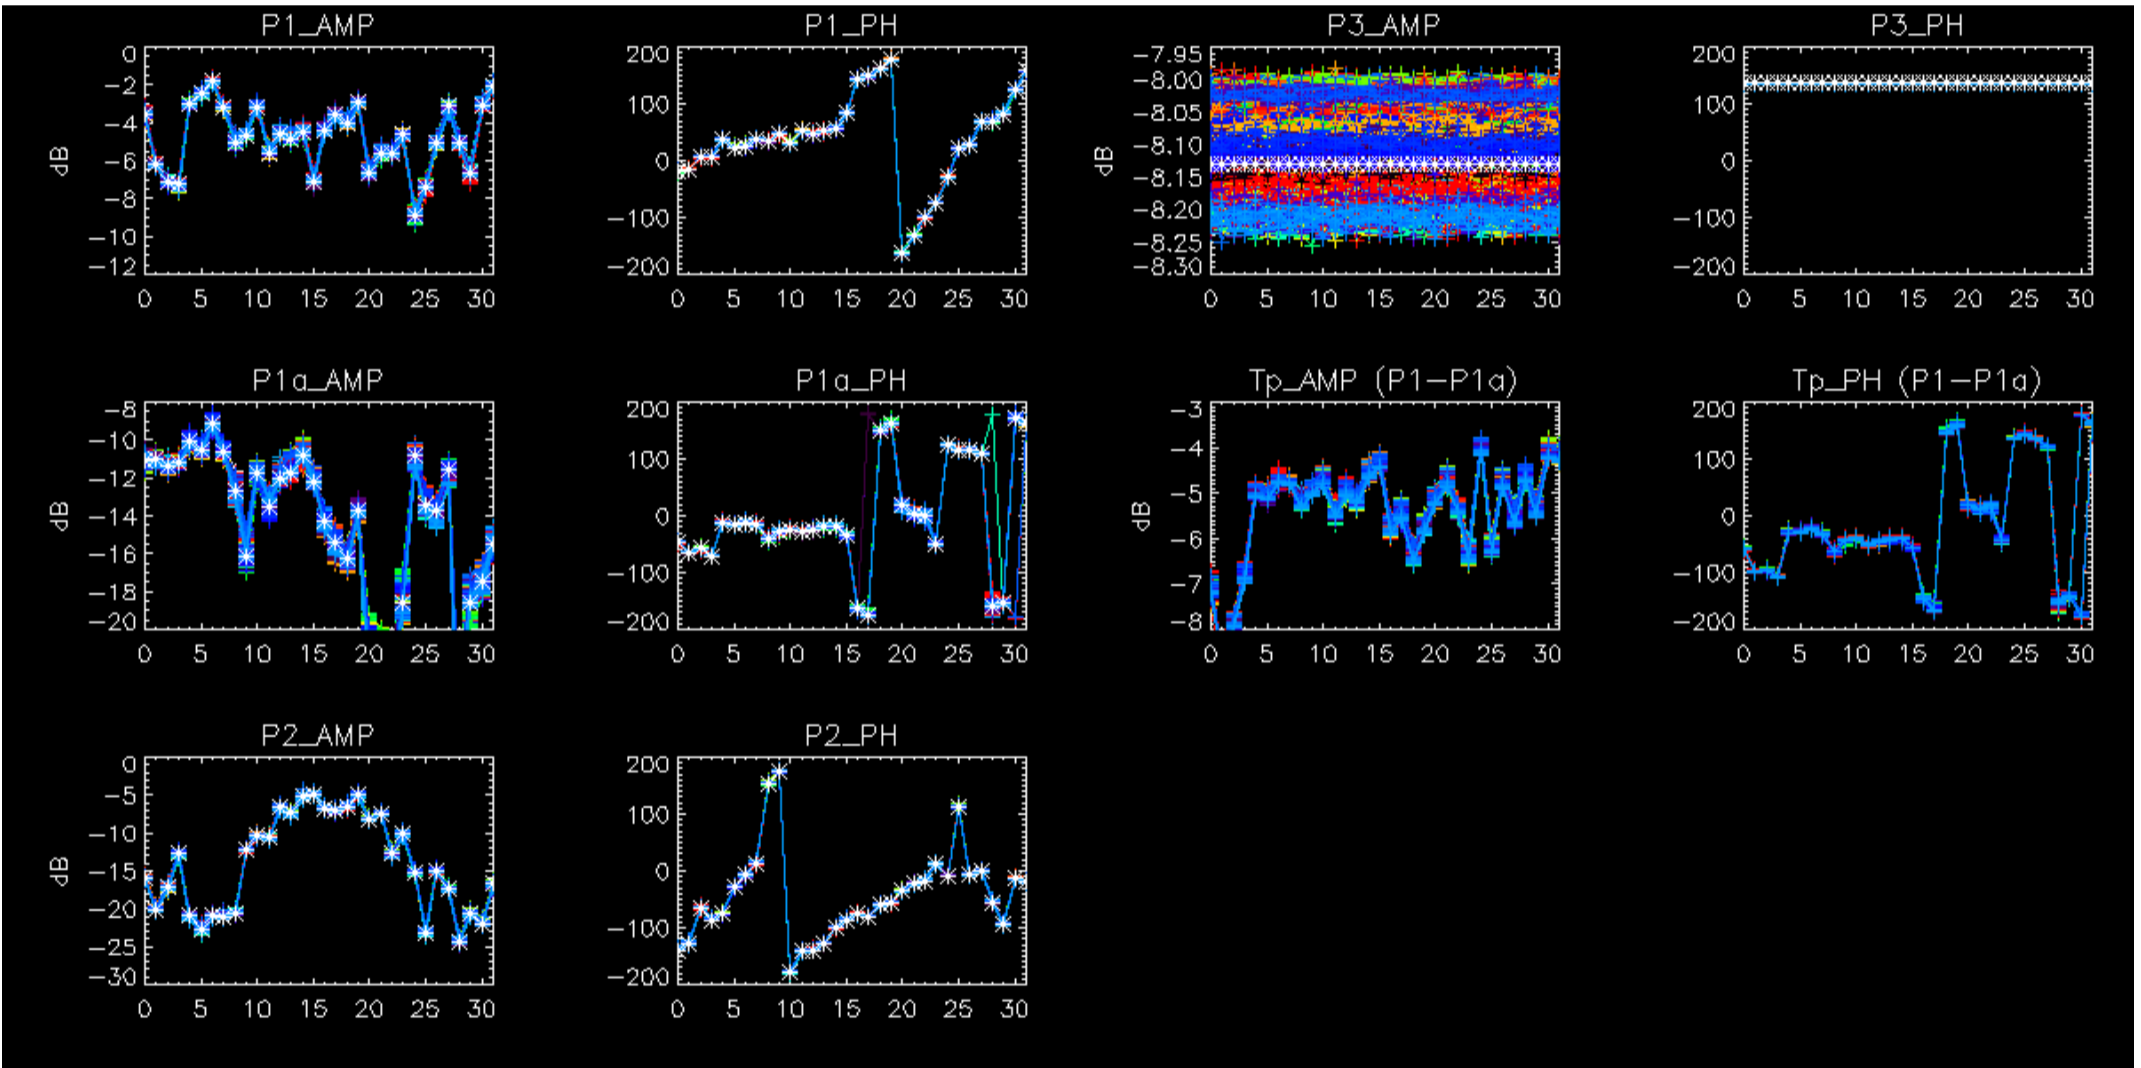 P1_AMP
0
-2
-4
-6
-8
-10
-12
dB
0 5 10 15 20 25 30
P1_PH
200
100
0
-100
-200
0 5 10 15 20 25 30
P3_AMP
-7.95
-8.00
-8.05
-8.10
-8.15
-8.20
-8.25
-8.30
dB
0 5 10 15 20 25 30
P3_PH
200
100
0
-100
-200
0 5 10 15 20 25 30
P1a_AMP
-8
-10
-12
-14
-16
-18
-20
dB
0 5 10 15 20 25 30
P1a_PH
200
100
0
-100
-200
0 5 10 15 20 25 30
Tp_AMP (P1-P1a)
-3
-4
-5
-6
-7
-8
dB
0 5 10 15 20 25 30
Tp_PH (P1-P1a)
200
100
0
-100
-200
0 5 10 15 20 25 30
P2_AMP
0
-5
-10
-15
-20
-25
-30
dB
0 5 10 15 20 25 30
P2_PH
200
100
0
-100
-200
0 5 10 15 20 25 30